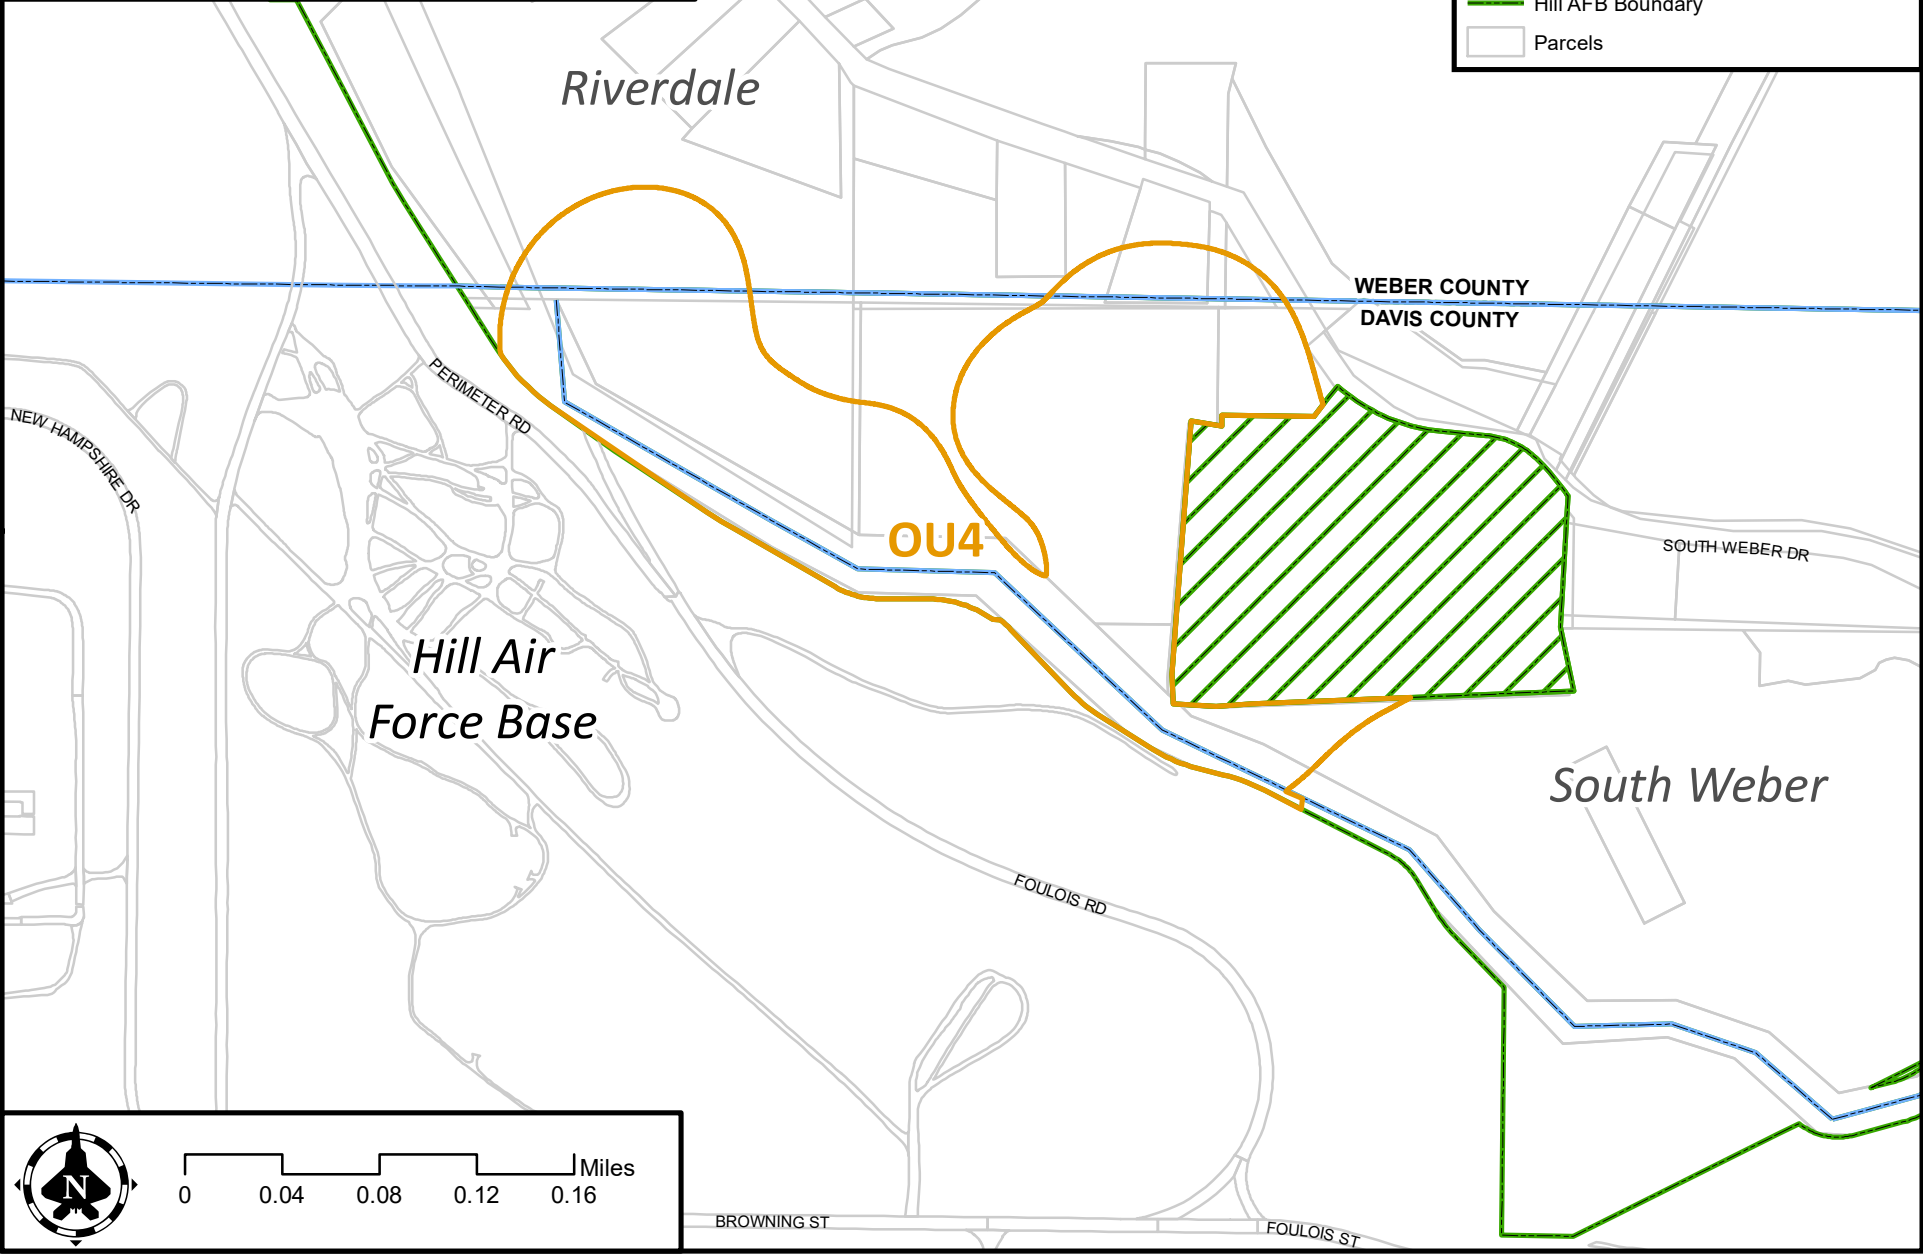 Hill AFB Boundary
Parcels
Riverdale
WEBER COUNTY
DAVIS COUNTY
PERIMETER RD
NEW HAMPSHIRE DR
OU4
SOUTH WEBER DR
Hill Air
Force Base
South Weber
FOULOIS RD
N
Miles
0 0.04 0.08 0.12 0.16
BROWNING ST
FOULOIS ST